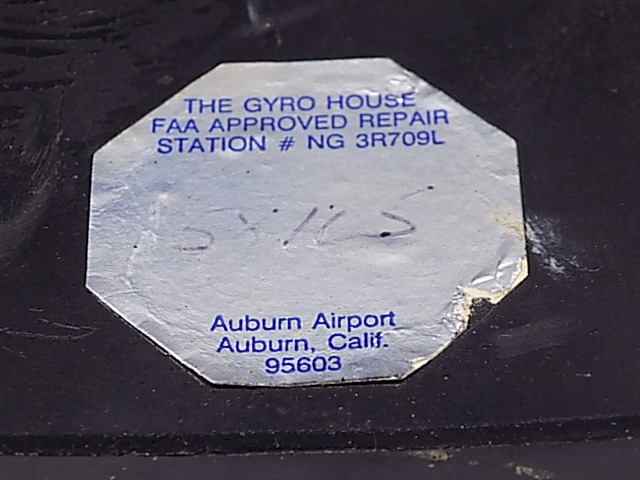 THE GYRO HOUSE
FAA APPROVED REPAIR
STATION # NG 3R709L
Auburn Airport
Auburn, Calif.
95603